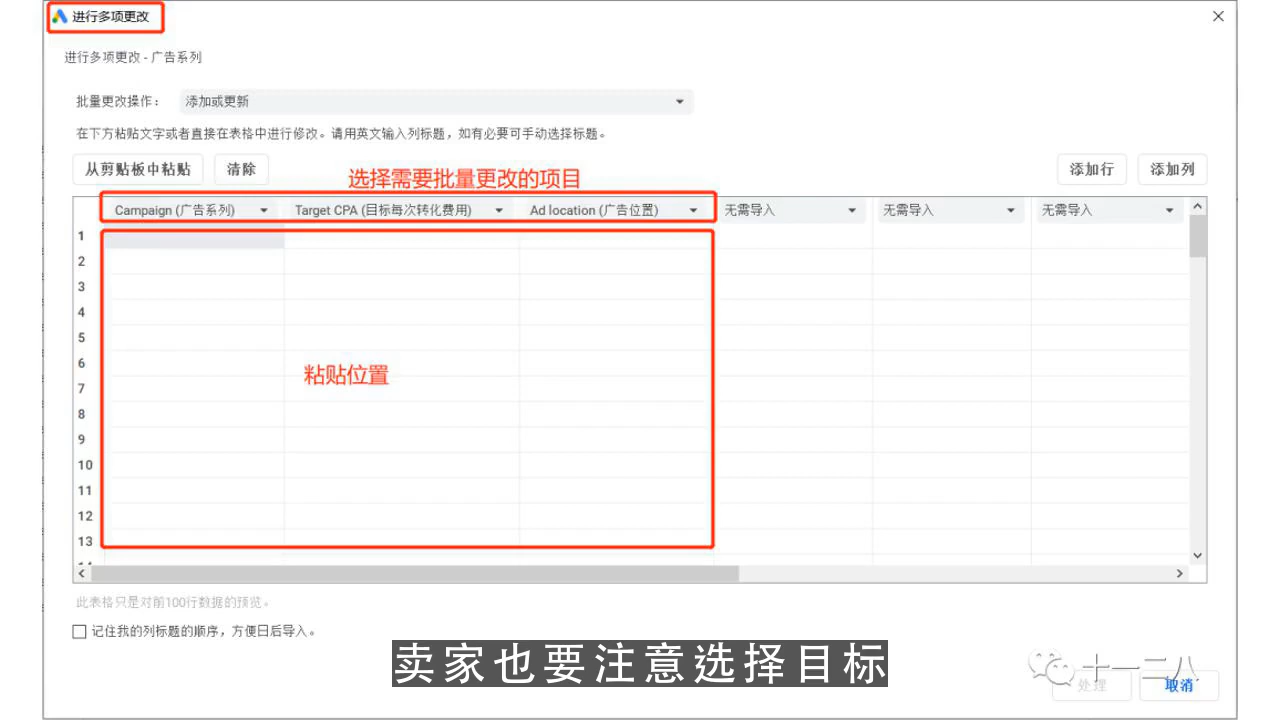 进行多项更改
进行多项更改 - 广告系列
批量更改操作： 添加或更新
在下方粘贴文字或者直接在表格中进行修改。请用英文输入列标题，如有必要可手动选择标题。
从剪贴板中粘贴 清除 选择需要批量更改的项目 添加行 添加列
Campaign (广告系列) Target CPA (目标每次转化费用) Ad location (广告位置) 无需导入 无需导入 无需导入
1
2
3
4
5
6
粘贴位置
7
8
9
10
11
12
13
此表格只是对前100行数据的预览。
记住我的列标题的顺序，方便日后导入。
卖家也要注意选择目标
十一二八
处理 取消